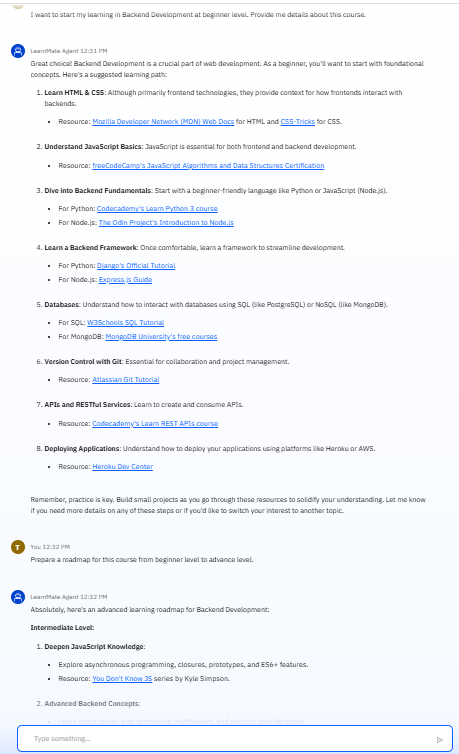 I want to start my learning in Backend Development at beginner level. Provide me details about this course.
LearnMate Agent 12:31 PM
Great choice! Backend Development is a crucial part of web development. As a beginner, you'll want to start with foundational
concepts. Here's a suggested learning path:
1. Learn HTML & CSS: Although primarily frontend technologies, they provide context for how frontends interact with
backends.
• Resource: Mozilla Developer Network (MDN) Web Docs for HTML and CSS-Tricks for CSS.
2. Understand JavaScript Basics: JavaScript is essential for both frontend and backend development.
• Resource: freeCodeCamp's JavaScript Algorithms and Data Structures Certification
3. Dive into Backend Fundamentals: Start with a beginner-friendly language like Python or JavaScript (Node.js).
• For Python: Codecademy's Learn Python 3 course
• For Node.js: The Odin Project's Introduction to Node.js
4. Learn a Backend Framework: Once comfortable, learn a framework to streamline development.
• For Python: Django's Official Tutorial
• For Node.js: Express.js Guide
5. Databases: Understand how to interact with databases using SQL (like PostgreSQL) or NoSQL (like MongoDB).
• For SQL: W3Schools SQL Tutorial
• For MongoDB: MongoDB University's free courses
6. Version Control with Git: Essential for collaboration and project management.
• Resource: Atlassian Git Tutorial
7. APIs and RESTful Services: Learn to create and consume APIs.
• Resource: Codecademy's Learn REST APIs course
8. Deploying Applications: Understand how to deploy your applications using platforms like Heroku or AWS.
• Resource: Heroku Dev Center
Remember, practice is key. Build small projects as you go through these resources to solidify your understanding. Let me know
if you need more details on any of these steps or if you'd like to switch your interest to another topic.
T
You 12:32 PM
Prepare a roadmap for this course from beginner level to advance level.
LearnMate Agent 12:32 PM
Absolutely, here's an advanced learning roadmap for Backend Development:
Intermediate Level:
1. Deepen JavaScript Knowledge:
• Explore asynchronous programming, closures, prototypes, and ES6+ features.
• Resource: You Don't Know JS series by Kyle Simpson.
2. Advanced Backend Concepts:
• Learn about server-side templating, middleware, and security considerations.
Type something...